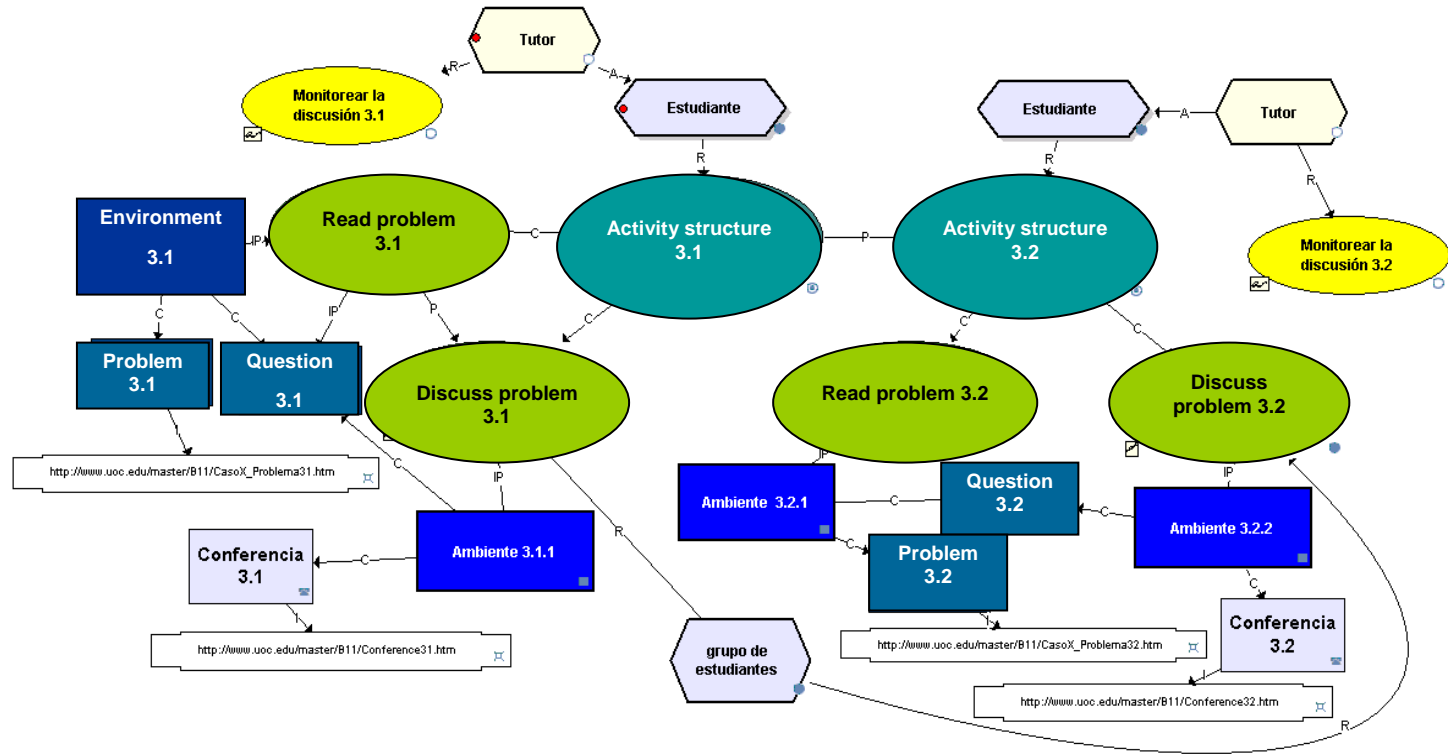 Tutor
R
A
Monitorear la
discusión 3.1
Estudiante
Estudiante
A
Tutor
R
R
R
Environment
3.1
IP
Read problem
3.1
C
Activity structure
3.1
P
Activity structure
3.2
Monitorear la
discusión 3.2
C
C
IP
P
C
C
C
Problem
3.1
Question
3.1
Discuss problem
3.1
Read problem 3.2
Discuss
problem 3.2
I
http://www.uoc.edu/master/B11/CasoX_Problema31.htm
C
IP
IP
IP
Ambiente 3.2.1
C
Question
3.2
C
Ambiente 3.2.2
R
Conferencia
3.1
C
Ambiente 3.1.1
C
Problem
3.2
C
I
http://www.uoc.edu/master/B11/Conference31.htm
I
http://www.uoc.edu/master/B11/CasoX_Problema32.htm
Conferencia
3.2
grupo de
estudiantes
I
http://www.uoc.edu/master/B11/Conference32.htm
R